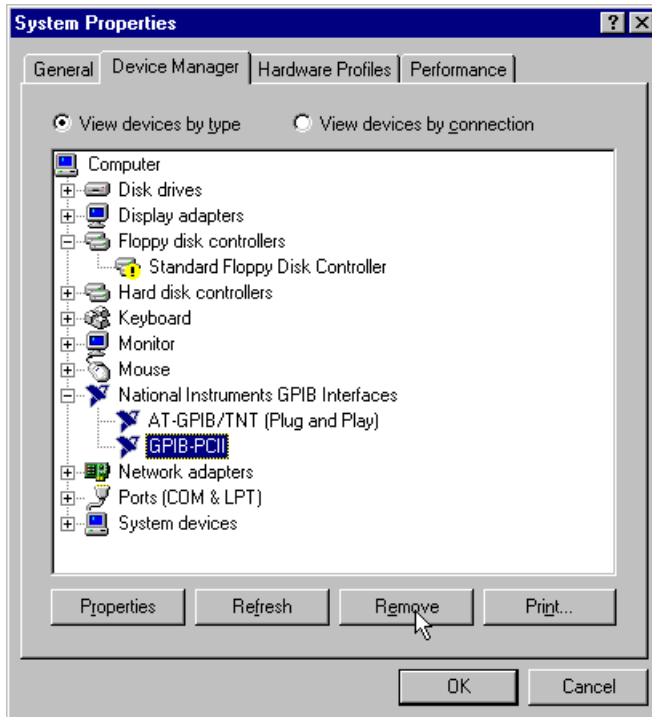 System Properties
General Device Manager Hardware Profiles Performance
View devices by type View devices by connection
Computer
Disk drives
Display adapters
Floppy disk controllers
Standard Floppy Disk Controller
Hard disk controllers
Keyboard
Monitor
Mouse
National Instruments GPIB Interfaces
AT-GPIB/TNT (Plug and Play)
GPIB-PCII
Network adapters
Ports (COM & LPT)
System devices
Properties Refresh Remove Print...
OK Cancel